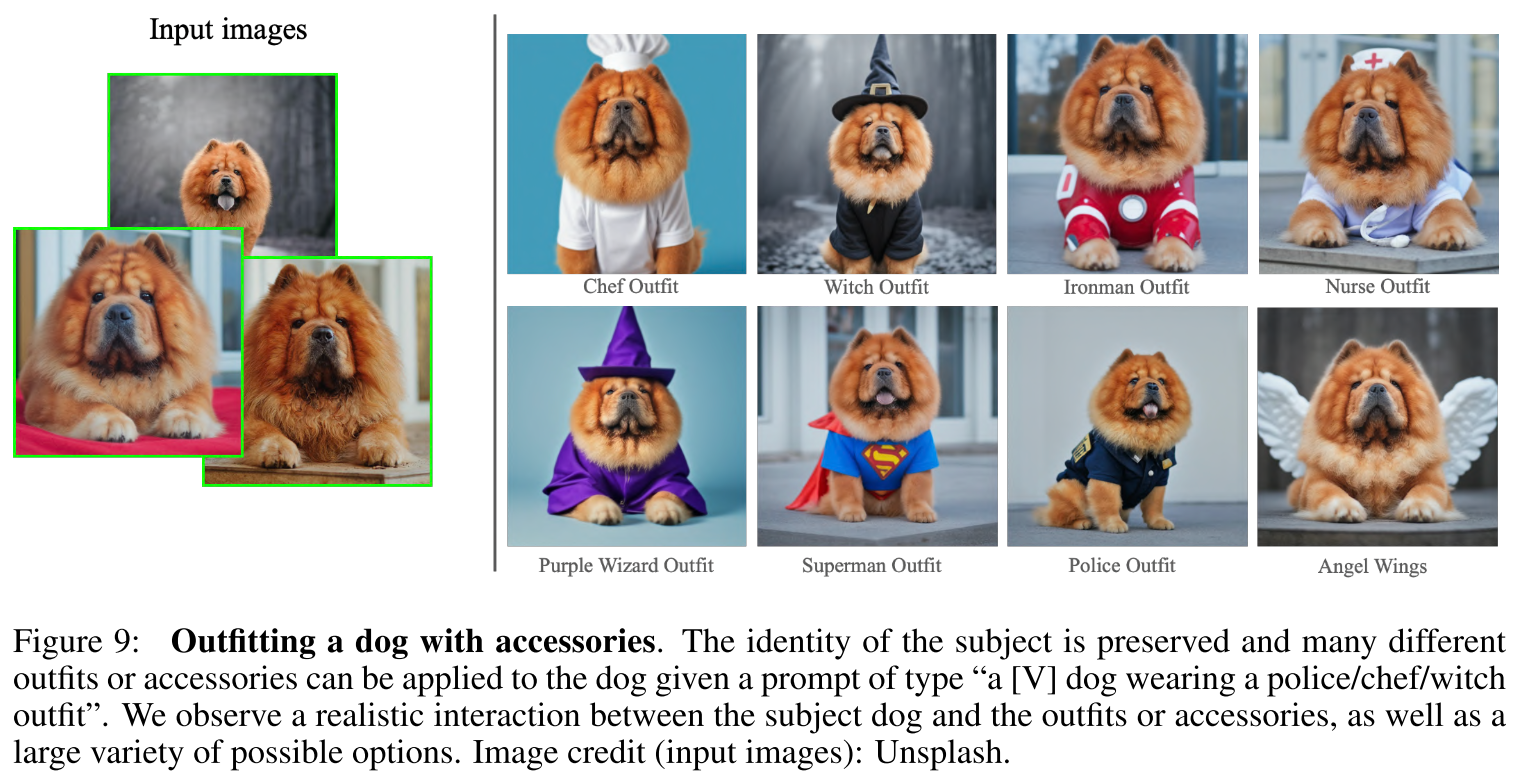 Input images
Chef Outfit
Witch Outfit
Ironman Outfit
Nurse Outfit
Purple Wizard Outfit
Superman Outfit
Police Outfit
Angel Wings
Figure 9: Outfitting a dog with accessories. The identity of the subject is preserved and many different
outfits or accessories can be applied to the dog given a prompt of type “a [V] dog wearing a police/chef/witch
outfit”. We observe a realistic interaction between the subject dog and the outfits or accessories, as well as a
large variety of possible options. Image credit (input images): Unsplash.